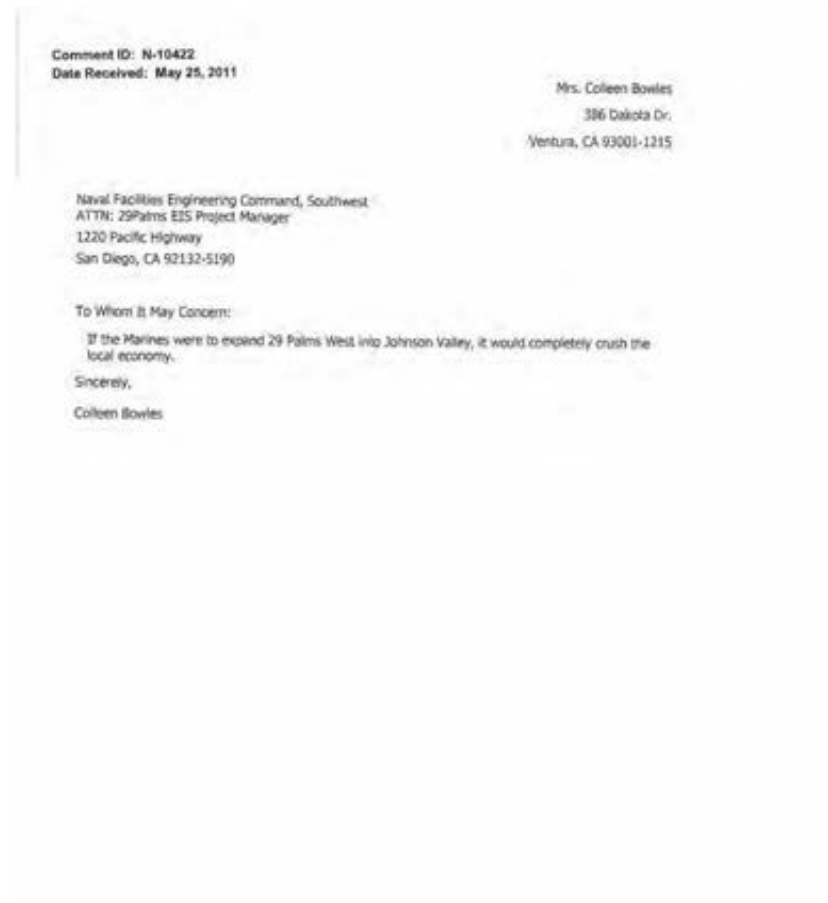 Comment ID: N-10422
Date Received: May 25, 2011
Mrs. Colleen Bowles
386 Dakota Dr.
Ventura, CA 93001-1215
Naval Facilities Engineering Command, Southwest
ATTN: 29Palms EIS Project Manager
1220 Pacific Highway
San Diego, CA 92132-5190
To Whom It May Concern:
If the Marines were to expand 29 Palms West into Johnson Valley, it would completely crush the
local economy.
Sincerely,
Colleen Bowles